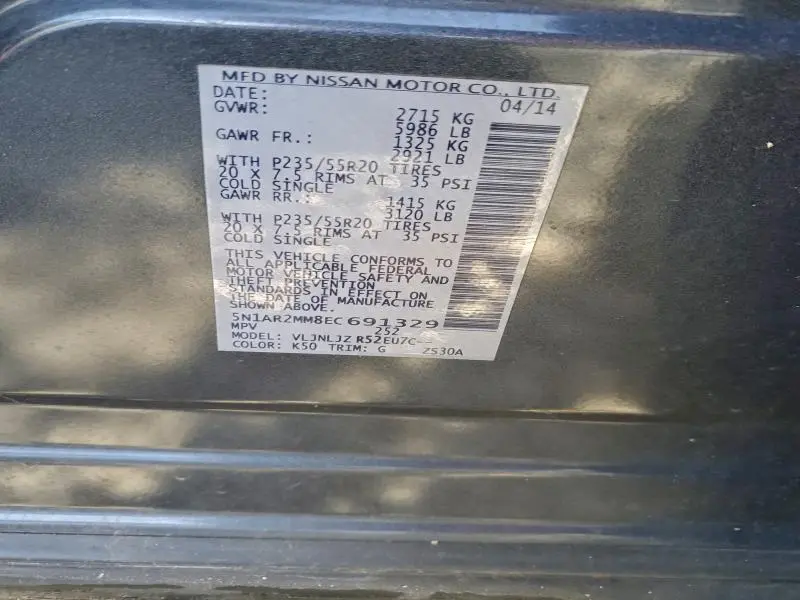 MFD BY NISSAN MOTOR CO., LTD.
DATE: 04/14
GVWR: 2715 KG
5986 LB
GAWR FR.: 1325 KG
2921 LB
WITH P235/55R20 TIRES
20 X 7.5 RIMS AT 35 PSI
COLD SINGLE
GAWR RR.: 1415 KG
3120 LB
WITH P235/55R20 TIRES
20 X 7.5 RIMS AT 35 PSI
COLD SINGLE
THIS VEHICLE CONFORMS TO
ALL APPLICABLE FEDERAL
MOTOR VEHICLE SAFETY AND
THEFT PREVENTION
STANDARDS IN EFFECT ON
THE DATE OF MANUFACTURE
SHOWN ABOVE.
5N1AR2MM8EC 691329
MPV 252
MODEL: VLJNLJZ R52EU7C--
COLOR: K50 TRIM: G ZS30A